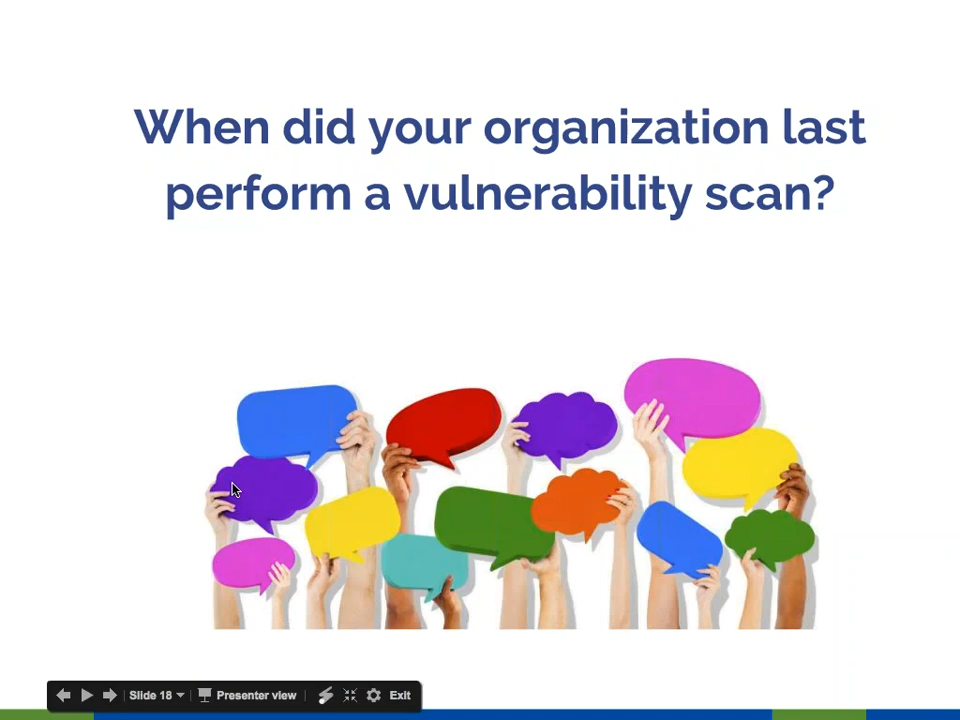 When did your organization last
perform a vulnerability scan?
Slide 18 Presenter view Exit